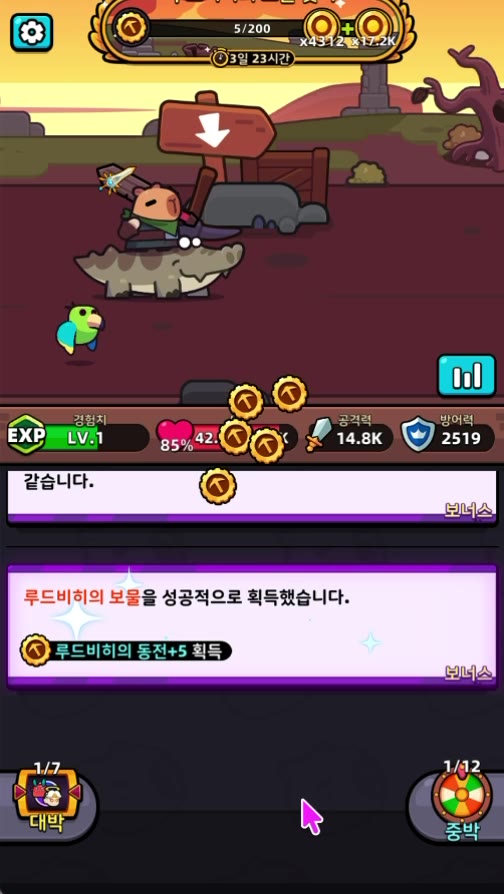 5/200
x4312 x17.2K
3일 23시간
경험치
EXP LV.1
85% 42. K
공격력
14.8K
방어력
2519
같습니다.
보너스
루드비히의 보물을 성공적으로 획득했습니다.
루드비히의 동전+5 획득
보너스
1/7
대박
1/12
중박